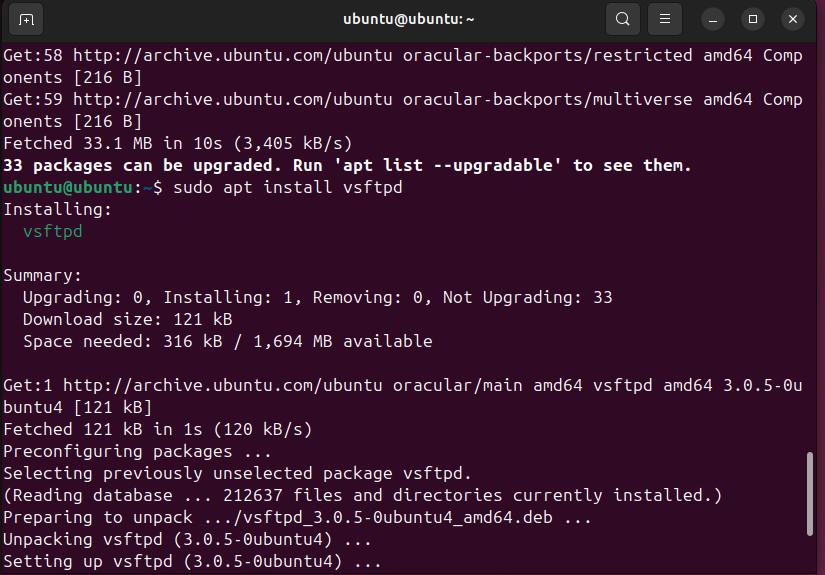 ubuntu@ubuntu: ~
Get:58 http://archive.ubuntu.com/ubuntu oracular-backports/restricted amd64 Comp
onents [216 B]
Get:59 http://archive.ubuntu.com/ubuntu oracular-backports/multiverse amd64 Comp
onents [216 B]
Fetched 33.1 MB in 10s (3,405 kB/s)
33 packages can be upgraded. Run 'apt list --upgradable' to see them.
ubuntu@ubuntu:~$ sudo apt install vsftpd
Installing:
  vsftpd

Summary:
  Upgrading: 0, Installing: 1, Removing: 0, Not Upgrading: 33
  Download size: 121 kB
  Space needed: 316 kB / 1,694 MB available

Get:1 http://archive.ubuntu.com/ubuntu oracular/main amd64 vsftpd amd64 3.0.5-0u
buntu4 [121 kB]
Fetched 121 kB in 1s (120 kB/s)
Preconfiguring packages ...
Selecting previously unselected package vsftpd.
(Reading database ... 212637 files and directories currently installed.)
Preparing to unpack .../vsftpd_3.0.5-0ubuntu4_amd64.deb ...
Unpacking vsftpd (3.0.5-0ubuntu4) ...
Setting up vsftpd (3.0.5-0ubuntu4) ...